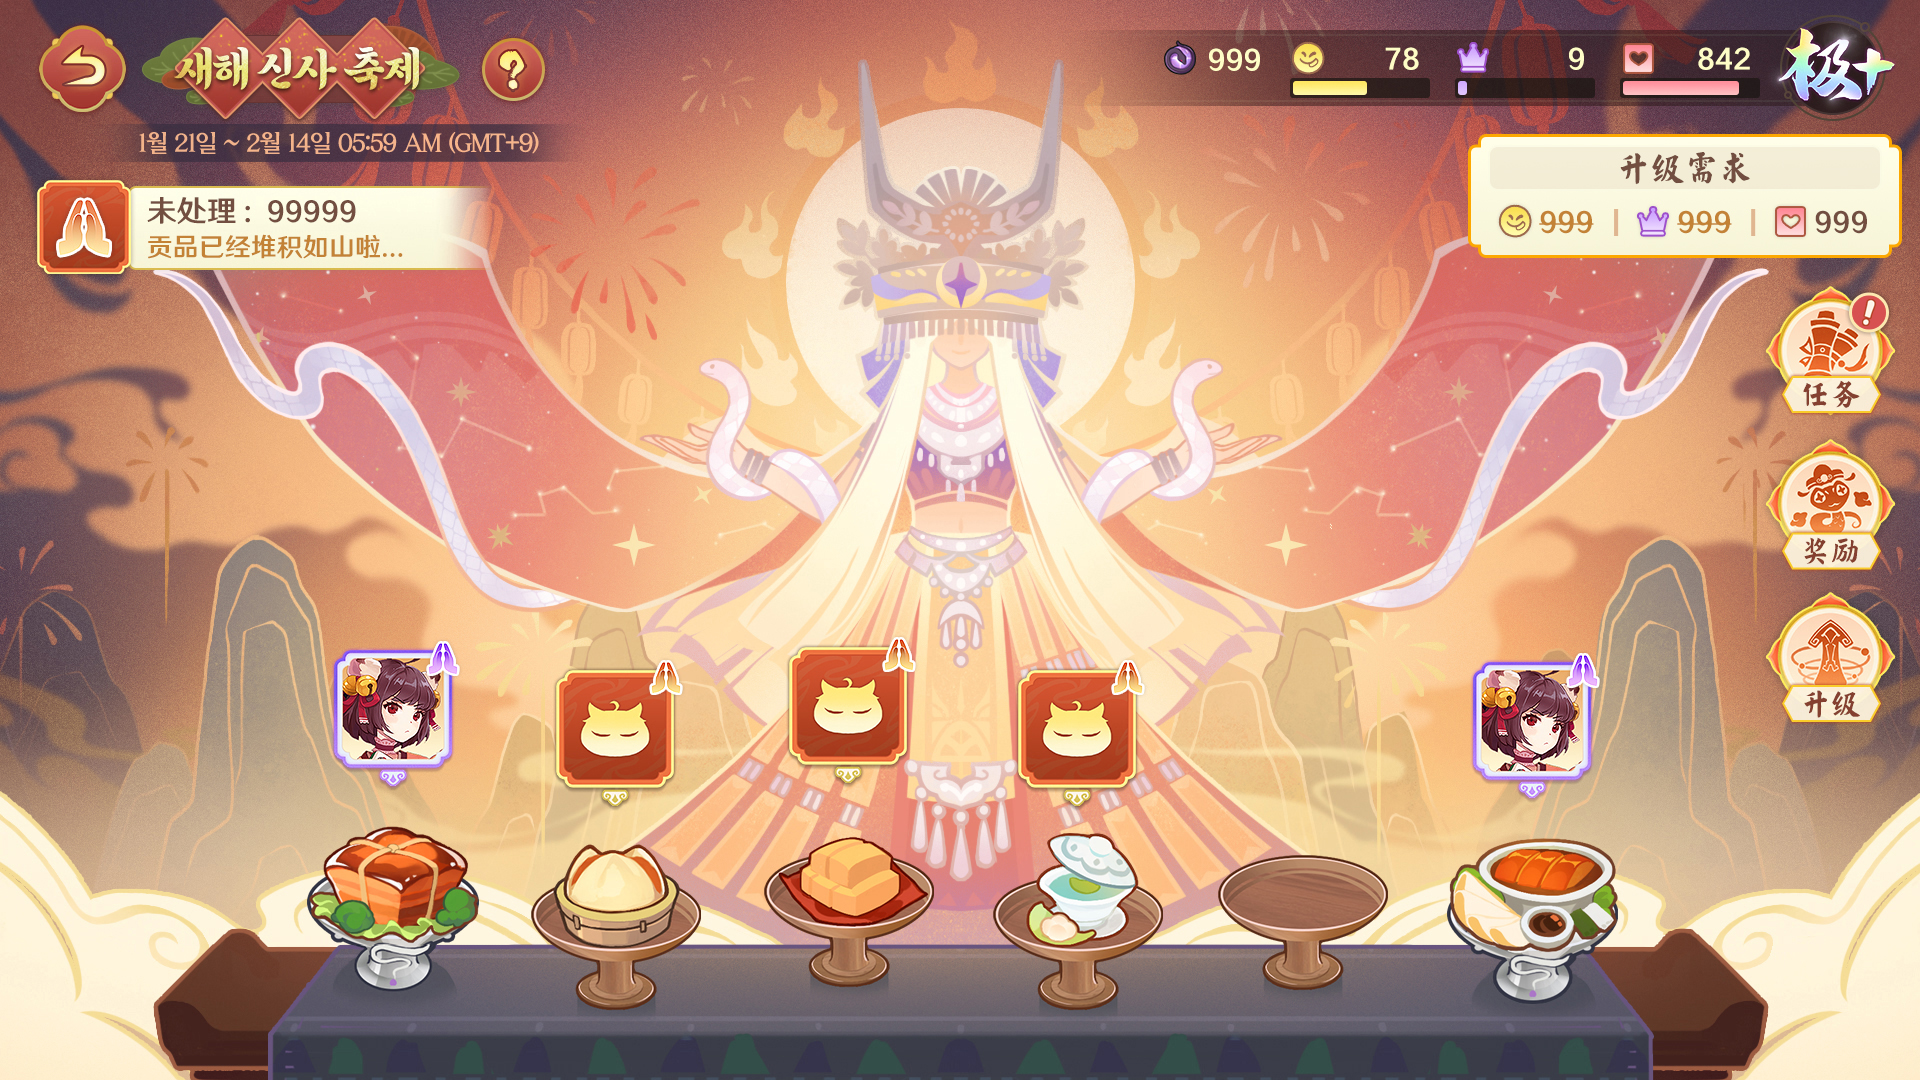 새해 신사 축제
?
1월 21일 ~ 2월 14일 05:59 AM (GMT+9)
999
78
9
842
极+
未处理：99999
贡品已经堆积如山啦...
升级需求
999 | 999 | 999
!
任务
奖励
升级